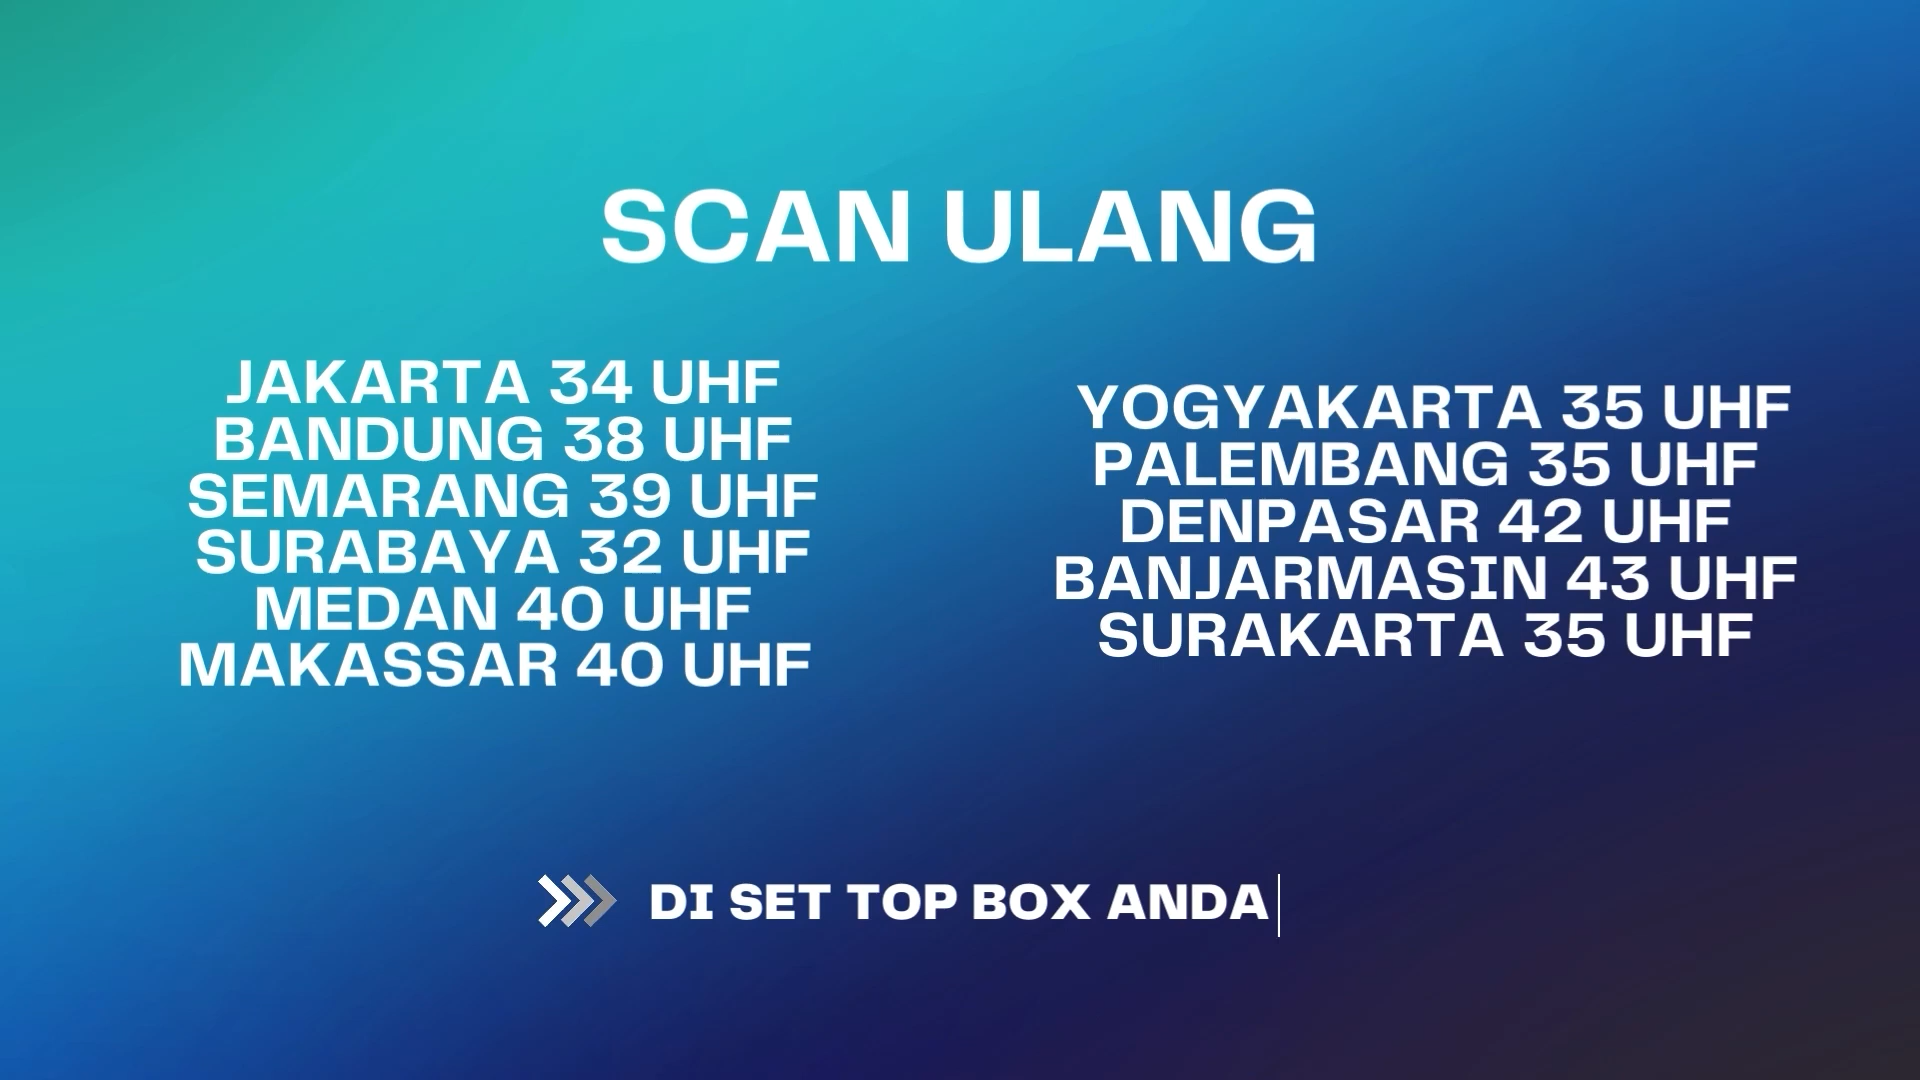 SCAN ULANG
JAKARTA 34 UHF
BANDUNG 38 UHF
SEMARANG 39 UHF
SURABAYA 32 UHF
MEDAN 40 UHF
MAKASSAR 40 UHF
YOGYAKARTA 35 UHF
PALEMBANG 35 UHF
DENPASAR 42 UHF
BANJARMASIN 43 UHF
SURAKARTA 35 UHF
DI SET TOP BOX ANDA